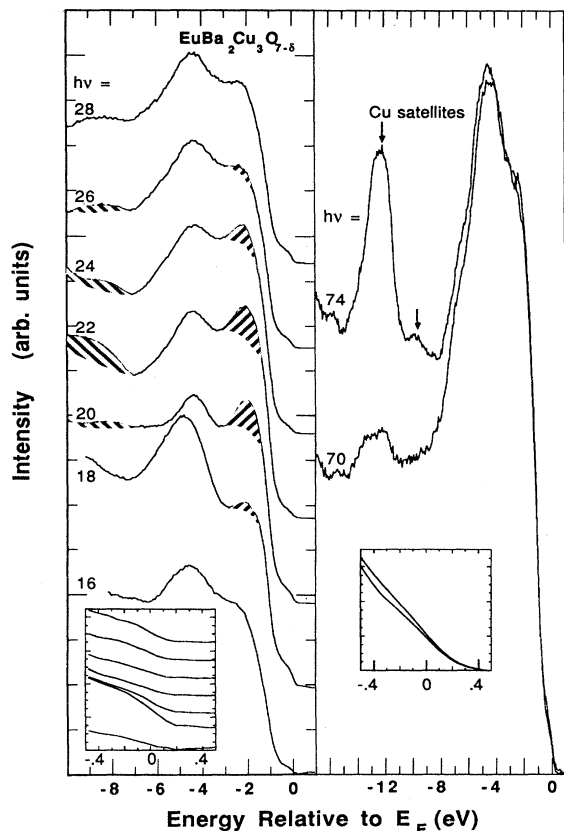 EuBa2Cu3O7-δ
hν =
28
26
24
22
20
18
16
Cu satellites
hν =
74
70
-.4 0 .4
-.4 0 .4
-8 -6 -4 -2 0
-12 -8 -4 0
Intensity (arb. units)
Energy Relative to EF (eV)